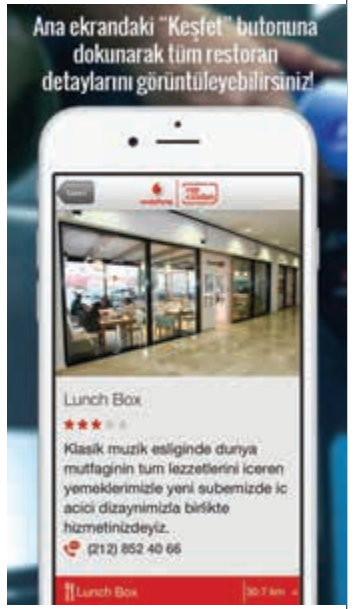 Ana ekrandaki "Keşfet" butonuna
dokunarak tüm restoran
detaylarını görüntüleyebilirsiniz!
vodafone
Lunch Box
Klasik muzik esliginde dunya
mutfaginin tum lezzetlerini iceren
yemeklerimizle yeni subemizde ic
acici dizaynimizla birlikte
hizmetinizdeyiz.
(212) 852 40 66
Lunch Box
30.7 km